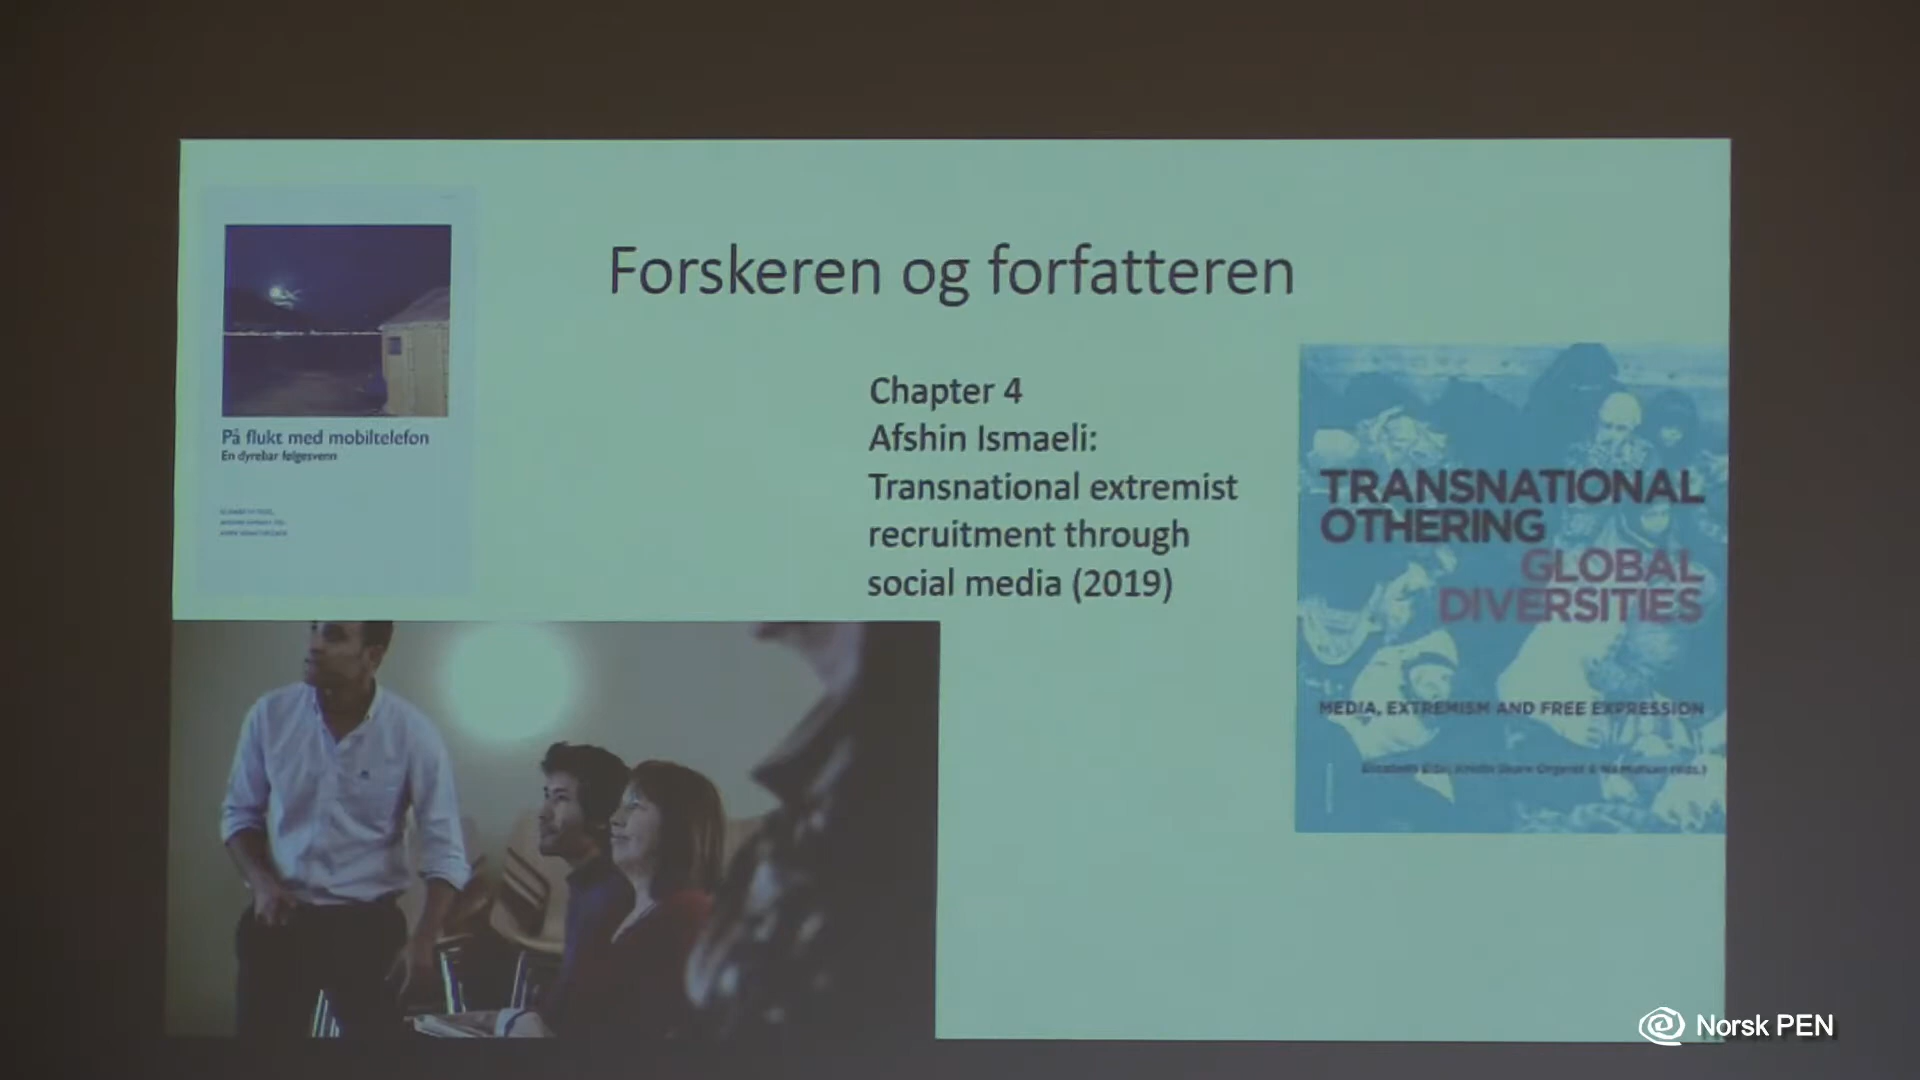 Forskeren og forfatteren
På flukt med mobiltelefon
En dyrebar følgesvenn
Chapter 4
Afshin Ismaeli:
Transnational extremist
recruitment through
social media (2019)
TRANSNATIONAL
OTHERING
GLOBAL
DIVERSITIES
MEDIA, EXTREMISM AND FREE EXPRESSION
Norsk PEN